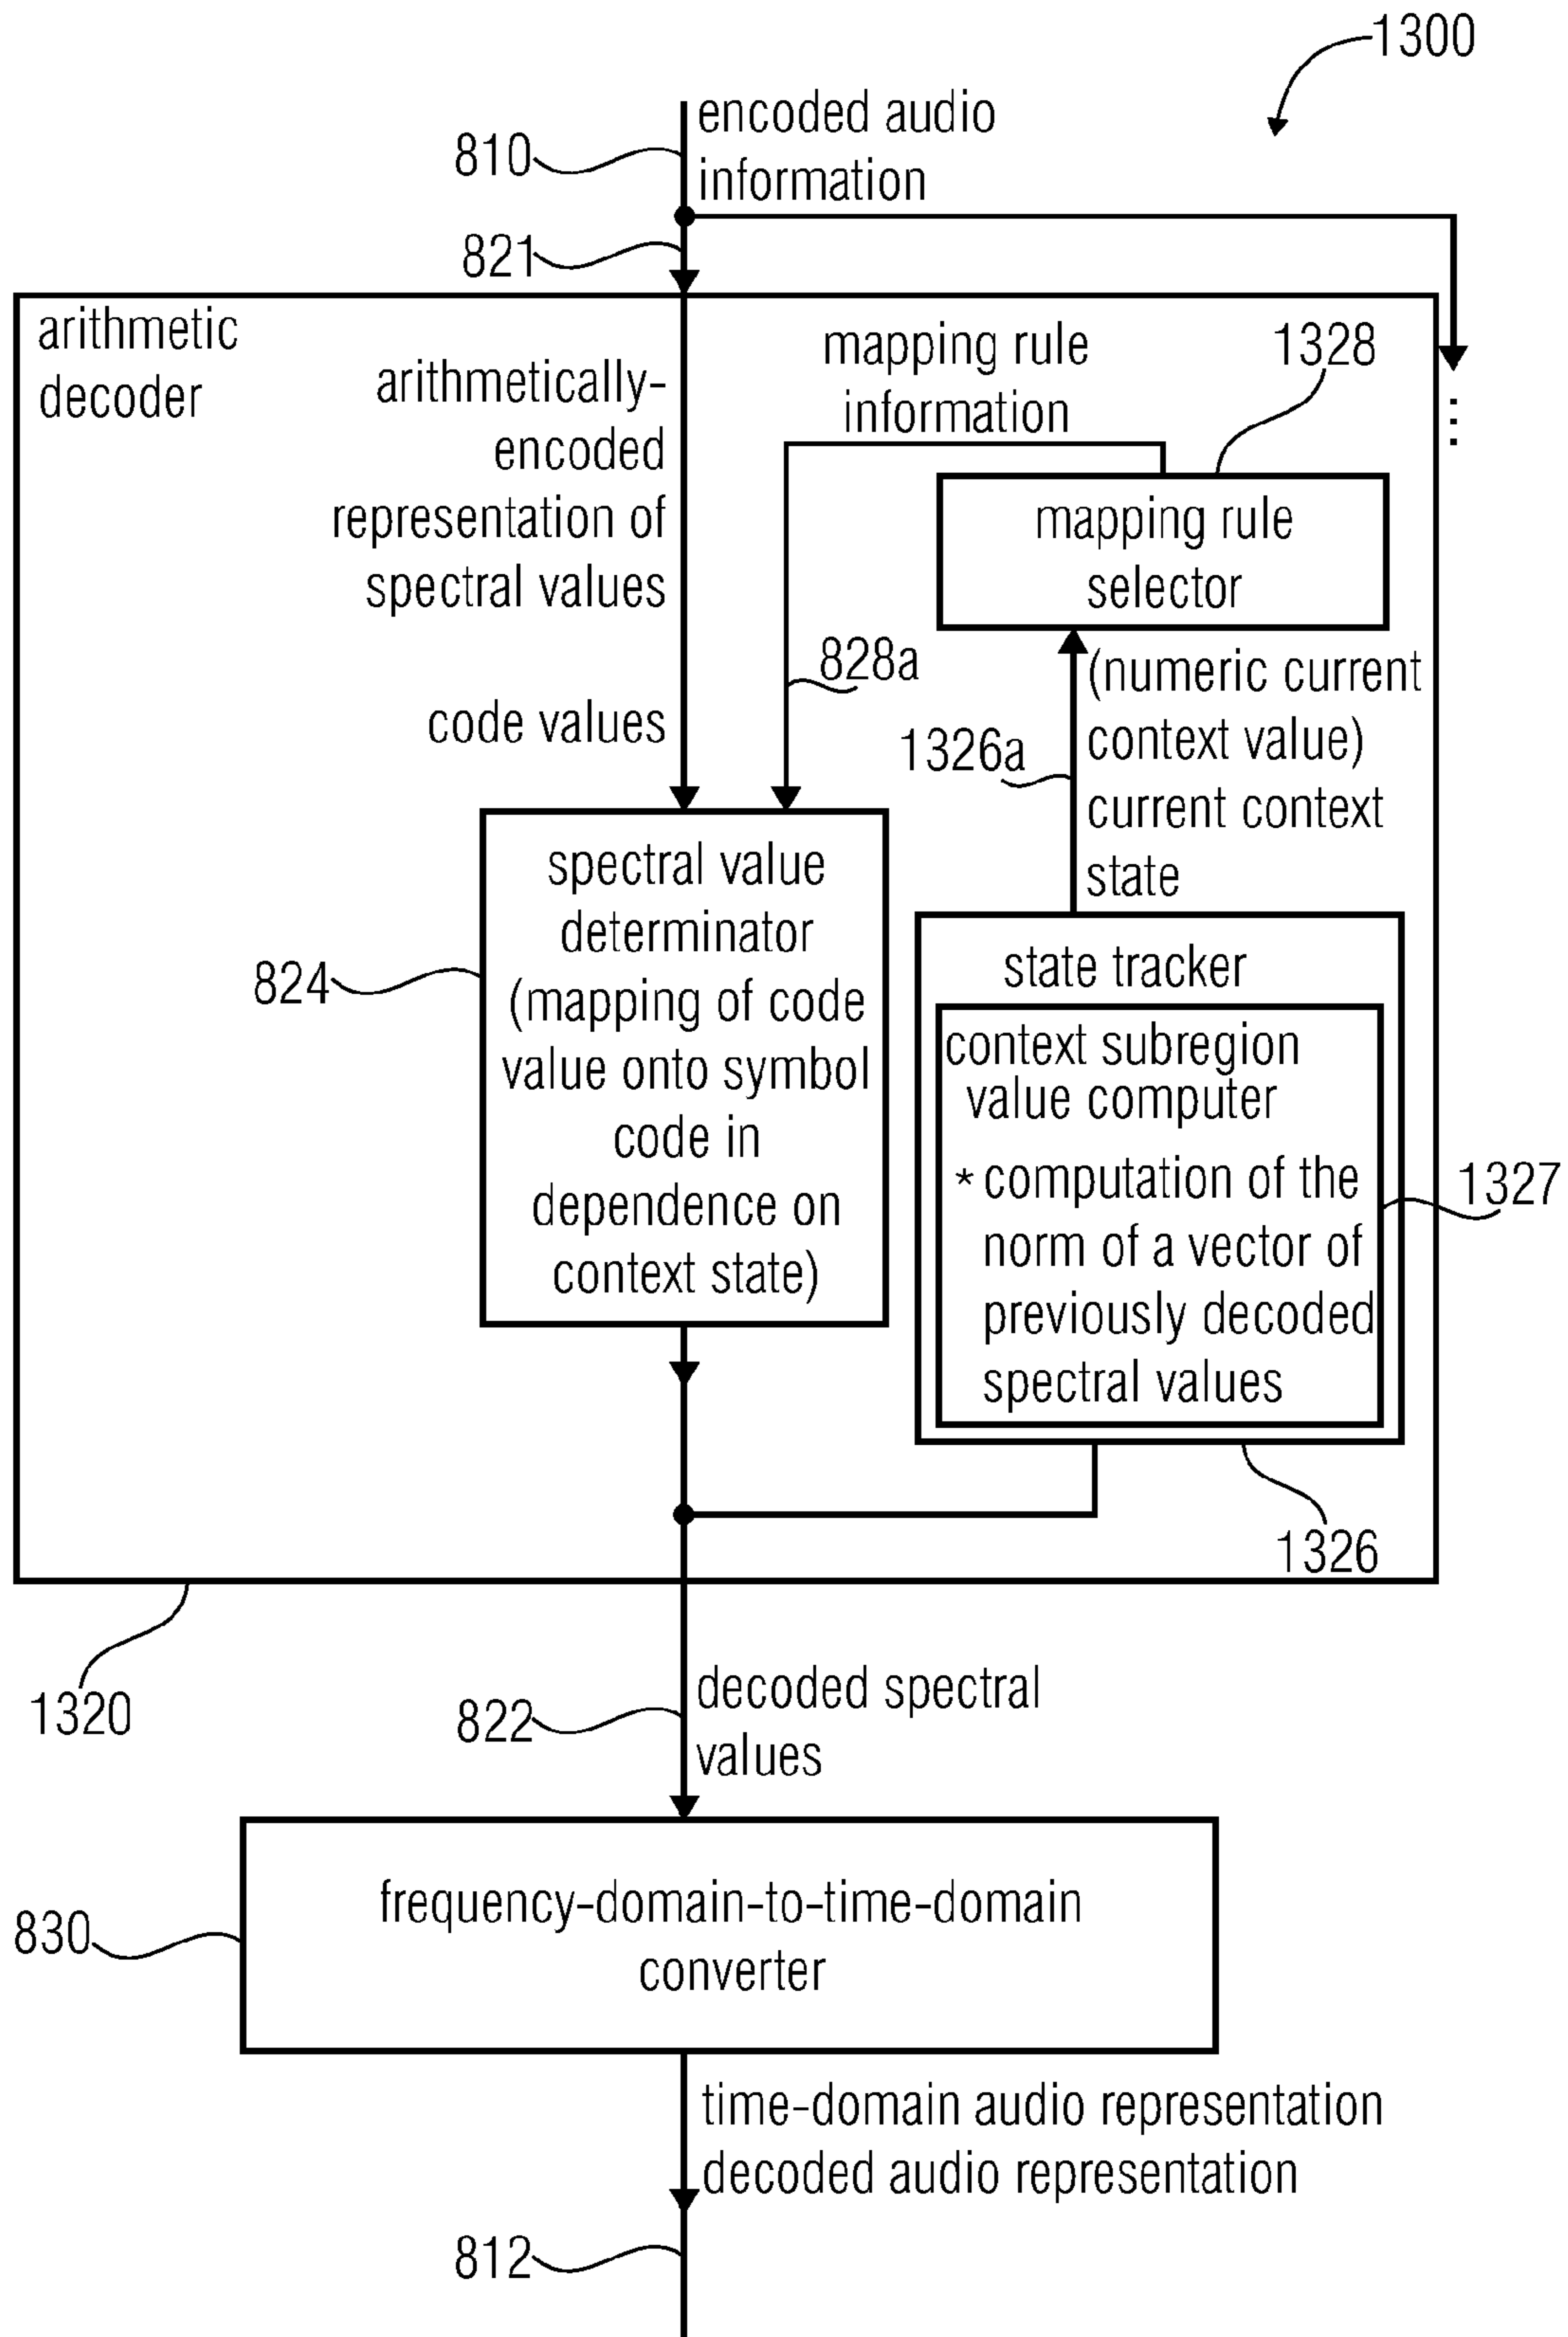 1300
encoded audio
information
810
821
arithmetic
decoder
arithmetically-
encoded
representation of
spectral values
code values
mapping rule
information
1328
mapping rule
selector
828a
(numeric current
context value)
current context
state
1326a
spectral value
determinator
(mapping of code
value onto symbol
code in
dependence on
context state)
824
state tracker
context subregion
value computer
* computation of the
norm of a vector of
previously decoded
spectral values
1327
1326
1320
822
decoded spectral
values
830
frequency-domain-to-time-domain
converter
time-domain audio representation
decoded audio representation
812